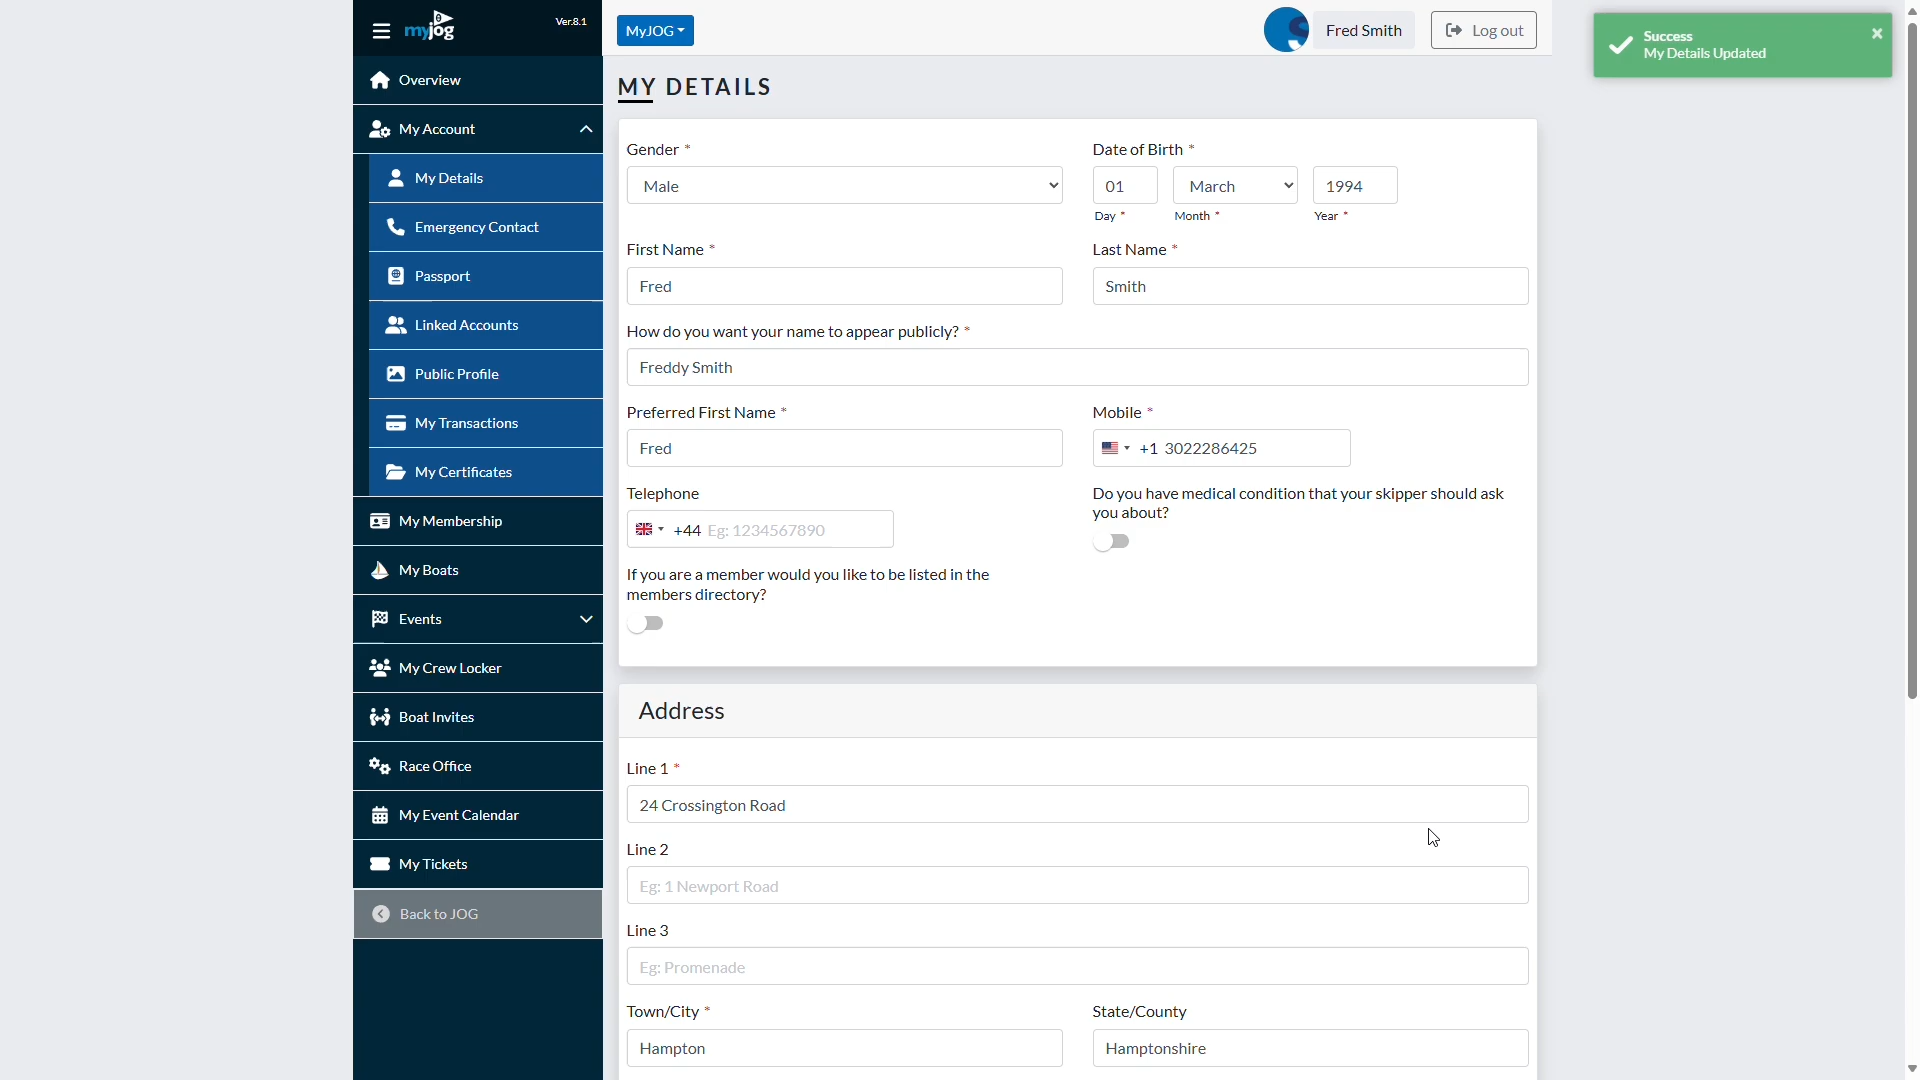 myjog
Ver.8.1
MyJOG
Fred Smith
Log out
Success
My Details Updated
Overview
My Account
My Details
Emergency Contact
Passport
Linked Accounts
Public Profile
My Transactions
My Certificates
My Membership
My Boats
Events
My Crew Locker
Boat Invites
Race Office
My Event Calendar
My Tickets
Back to JOG
MY DETAILS
Gender *
Male
Date of Birth *
01
March
1994
Day *
Month *
Year *
First Name *
Fred
Last Name *
Smith
How do you want your name to appear publicly? *
Freddy Smith
Preferred First Name *
Fred
Mobile *
+1 3022286425
Telephone
+44 Eg: 1234567890
Do you have medical condition that your skipper should ask
you about?
If you are a member would you like to be listed in the
members directory?
Address
Line 1 *
24 Crossington Road
Line 2
Eg: 1 Newport Road
Line 3
Eg: Promenade
Town/City *
Hampton
State/County
Hamptonshire